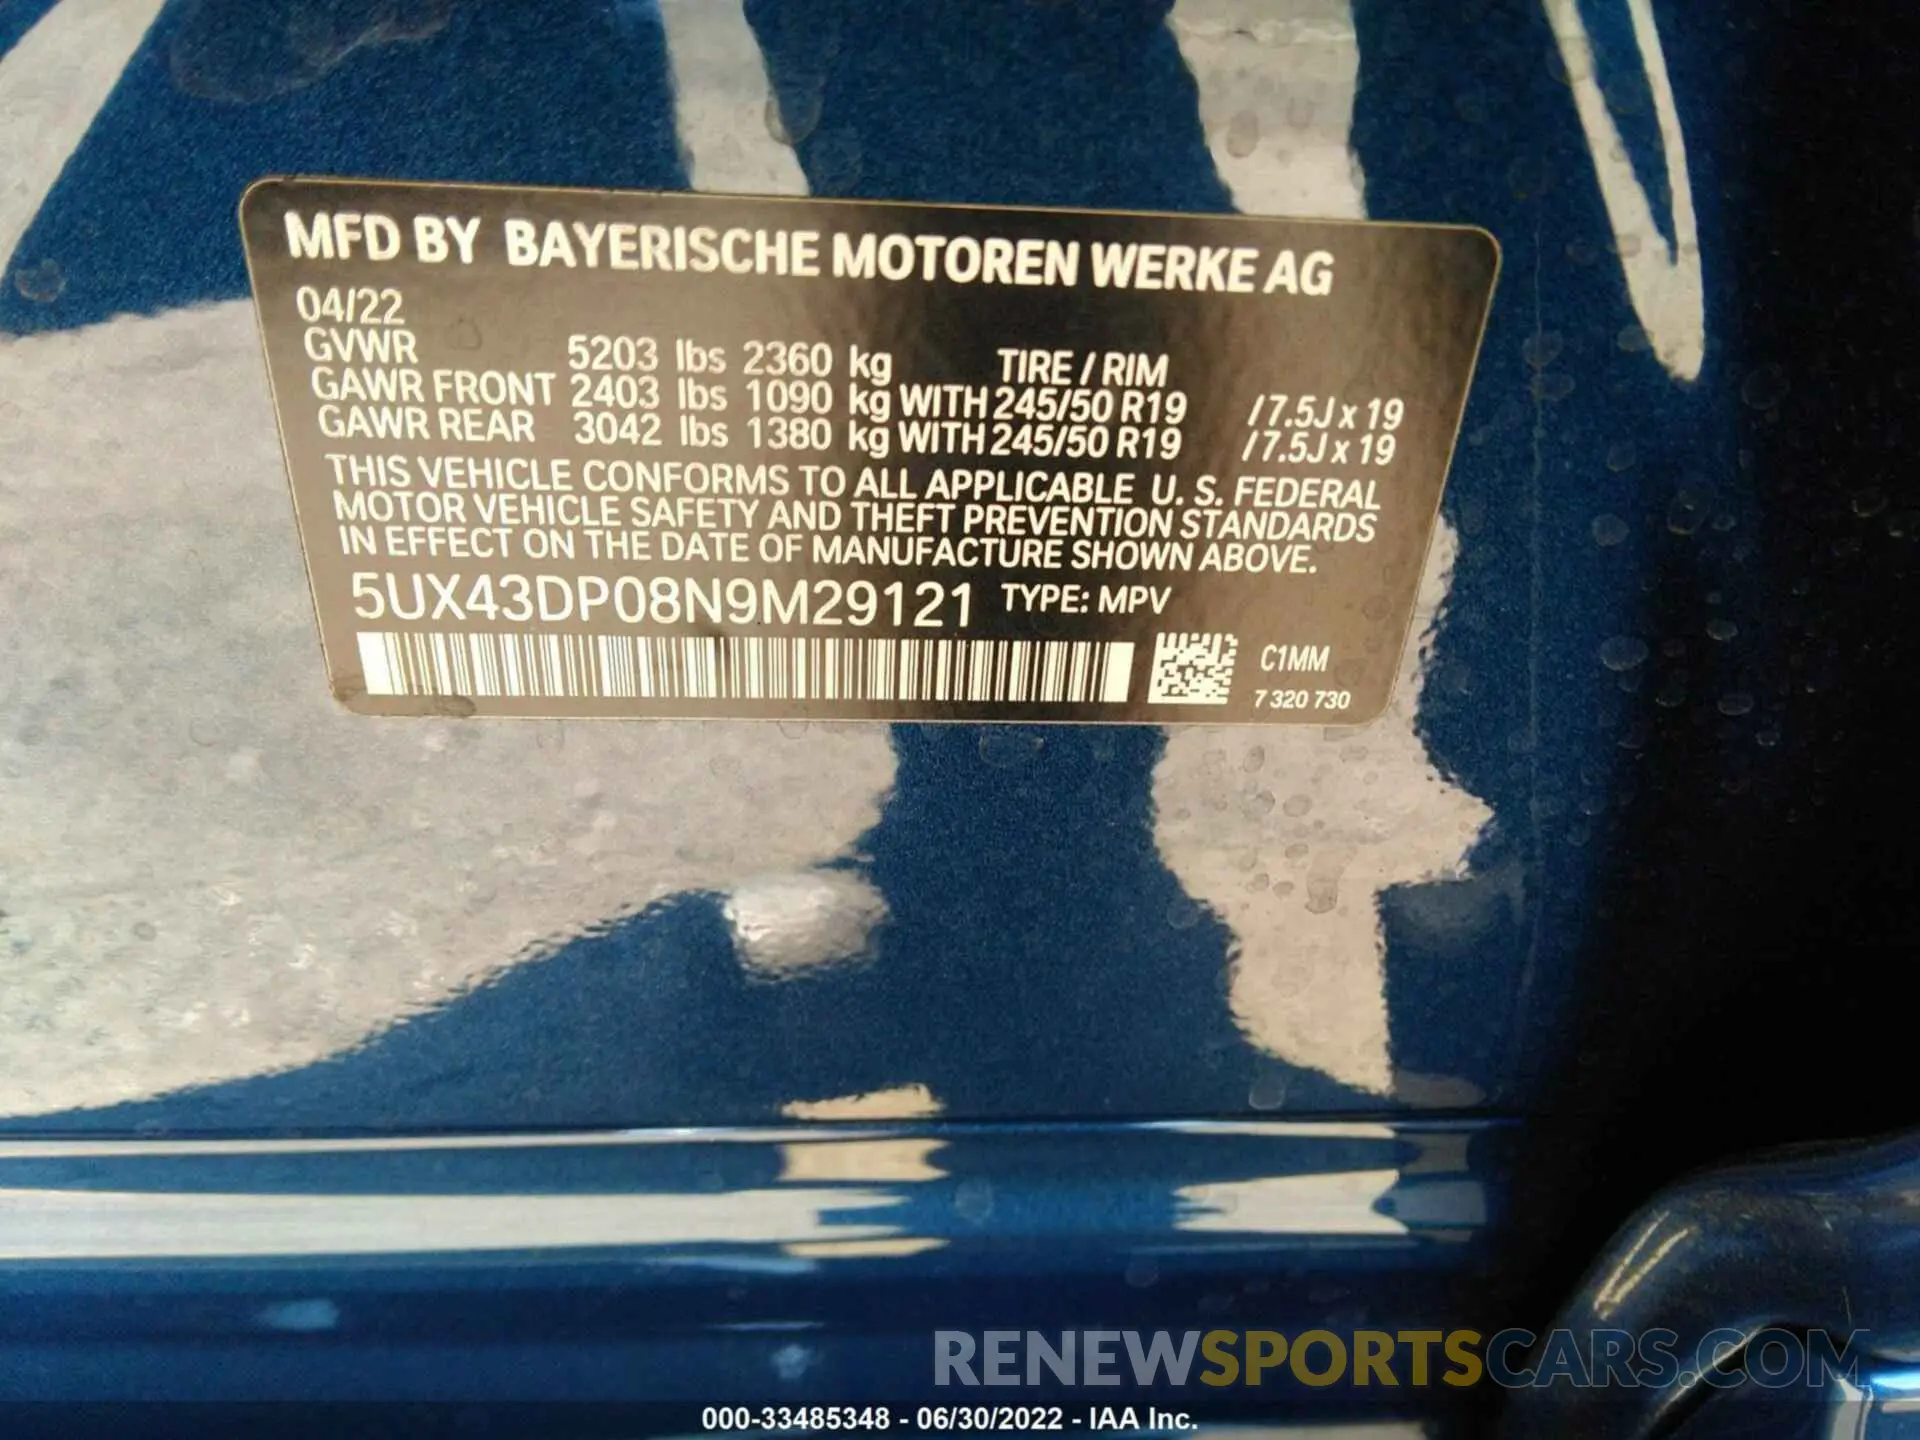 MFD BY BAYERISCHE MOTOREN WERKE AG
04/22
GVWR 5203 lbs 2360 kg TIRE / RIM
GAWR FRONT 2403 lbs 1090 kg WITH 245/50 R19 /7.5J x 19
GAWR REAR 3042 lbs 1380 kg WITH 245/50 R19 /7.5J x 19
THIS VEHICLE CONFORMS TO ALL APPLICABLE U. S. FEDERAL
MOTOR VEHICLE SAFETY AND THEFT PREVENTION STANDARDS
IN EFFECT ON THE DATE OF MANUFACTURE SHOWN ABOVE.
5UX43DP08N9M29121 TYPE: MPV
C1MM
7 320 730
RENEWSPORTSCARS.COM
000-33485348 - 06/30/2022 - IAA Inc.